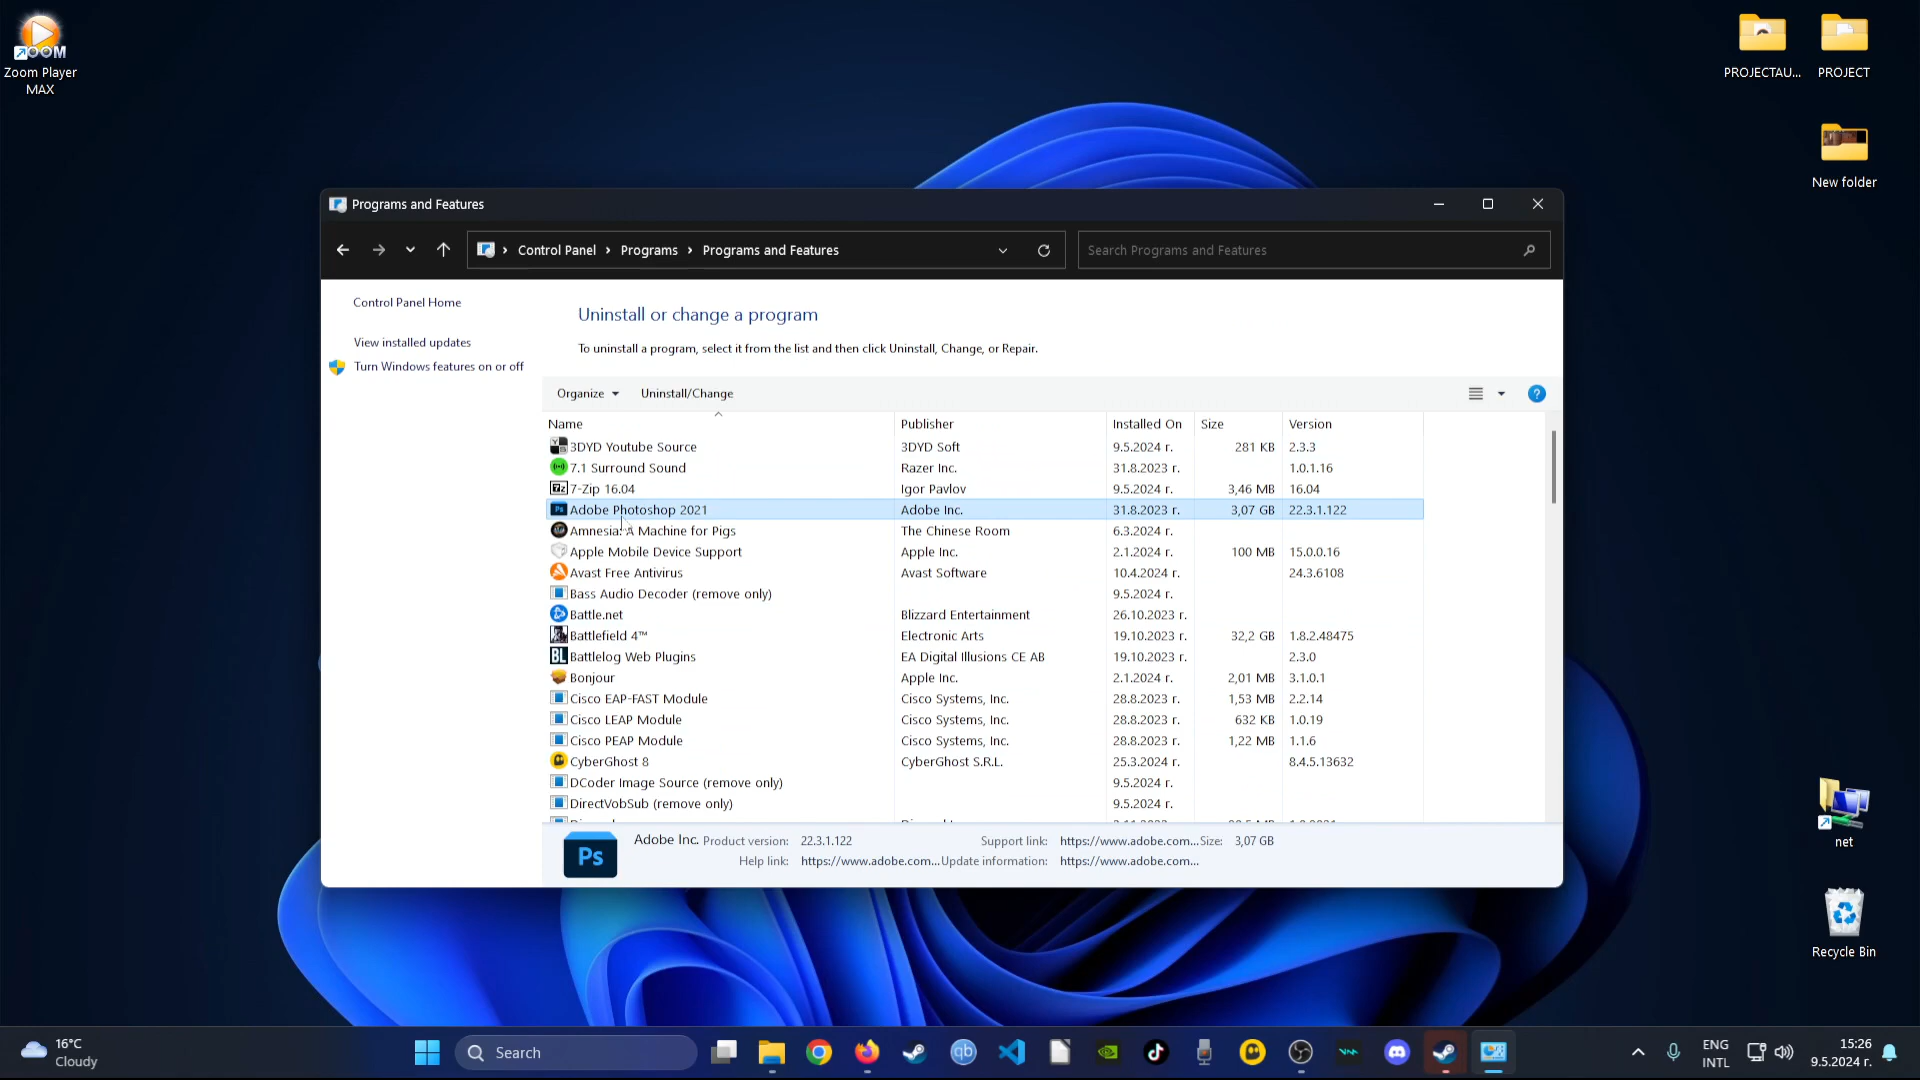 ZOOM
Zoom Player
MAX
PROJECTAU...
PROJECT
New folder
Programs and Features
Control Panel
Programs
Programs and Features
Search Programs and Features
Control Panel Home
View installed updates
Turn Windows features on or off
Uninstall or change a program
To uninstall a program, select it from the list and then click Uninstall, Change, or Repair.
Organize
Uninstall/Change
Name Publisher Installed On Size Version
3DYD Youtube Source 3DYD Soft 9.5.2024 г. 281 KB 2.3.3
7.1 Surround Sound Razer Inc. 31.8.2023 г. 1.0.1.16
7-Zip 16.04 Igor Pavlov 9.5.2024 г. 3,46 MB 16.04
Adobe Photoshop 2021 Adobe Inc. 31.8.2023 г. 3,07 GB 22.3.1.122
Amnesia: A Machine for Pigs The Chinese Room 6.3.2024 г.
Apple Mobile Device Support Apple Inc. 2.1.2024 г. 100 MB 15.0.0.16
Avast Free Antivirus Avast Software 10.4.2024 г. 24.3.6108
Bass Audio Decoder (remove only) 9.5.2024 г.
Battle.net Blizzard Entertainment 26.10.2023 г.
Battlefield 4™ Electronic Arts 19.10.2023 г. 32,2 GB 1.8.2.48475
Battlelog Web Plugins EA Digital Illusions CE AB 19.10.2023 г. 2.3.0
Bonjour Apple Inc. 2.1.2024 г. 2,01 MB 3.1.0.1
Cisco EAP-FAST Module Cisco Systems, Inc. 28.8.2023 г. 1,53 MB 2.2.14
Cisco LEAP Module Cisco Systems, Inc. 28.8.2023 г. 632 KB 1.0.19
Cisco PEAP Module Cisco Systems, Inc. 28.8.2023 г. 1,22 MB 1.1.6
CyberGhost 8 CyberGhost S.R.L. 25.3.2024 г. 8.4.5.13632
DCoder Image Source (remove only) 9.5.2024 г.
DirectVobSub (remove only) 9.5.2024 г.
Ps
Adobe Inc. Product version: 22.3.1.122 Support link: https://www.adobe.com... Size: 3,07 GB
Help link: https://www.adobe.com... Update information: https://www.adobe.com...
net
Recycle Bin
16°C
Cloudy
Search
qb
ENG
INTL
15:26
9.5.2024 г.